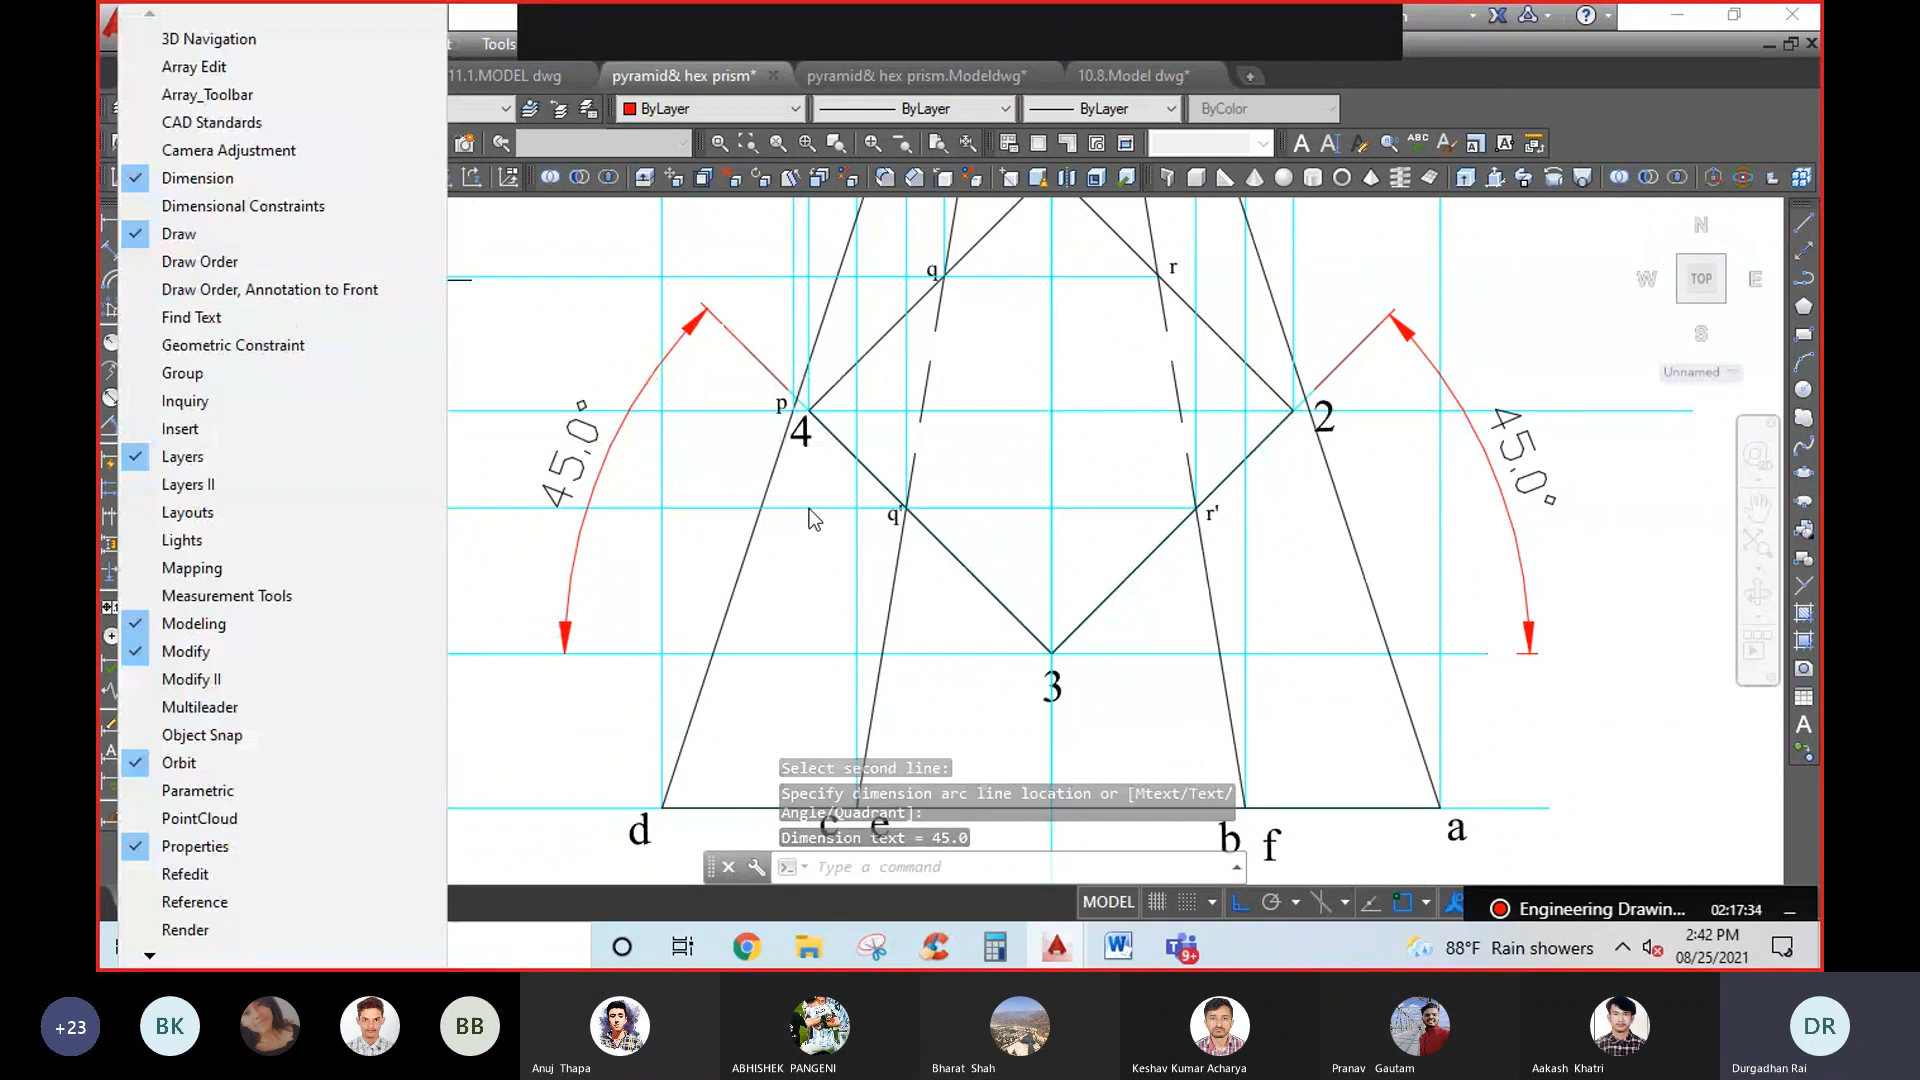 3D Navigation
Array Edit
Array_Toolbar
CAD Standards
Camera Adjustment
Dimension
Dimensional Constraints
Draw
Draw Order
Draw Order, Annotation to Front
Find Text
Geometric Constraint
Group
Inquiry
Insert
Layers
Layers II
Layouts
Lights
Mapping
Measurement Tools
Modeling
Modify
Modify II
Multileader
Object Snap
Orbit
Parametric
PointCloud
Properties
Refedit
Reference
Render
Tools
11.1.MODEL dwg
pyramid& hex prism*
pyramid& hex prism.Modeldwg*
10.8.Model dwg*
ByLayer
ByLayer
ByLayer
ByColor
N
W TOP E
S
Unnamed
q
r
45.0°
p
4
2
45.0°
q'
r'
3
d
c e
b f
a
Select second line:
Specify dimension arc line location or [Mtext/Text/
Angle/Quadrant]:
Dimension text = 45.0
Type a command
MODEL
Engineering Drawin...
02:17:34
88°F Rain showers
2:42 PM
08/25/2021
9+
+23
BK
BB
DR
Anuj Thapa
ABHISHEK PANGENI
Bharat Shah
Keshav Kumar Acharya
Pranav Gautam
Aakash Khatri
Durgadhan Rai